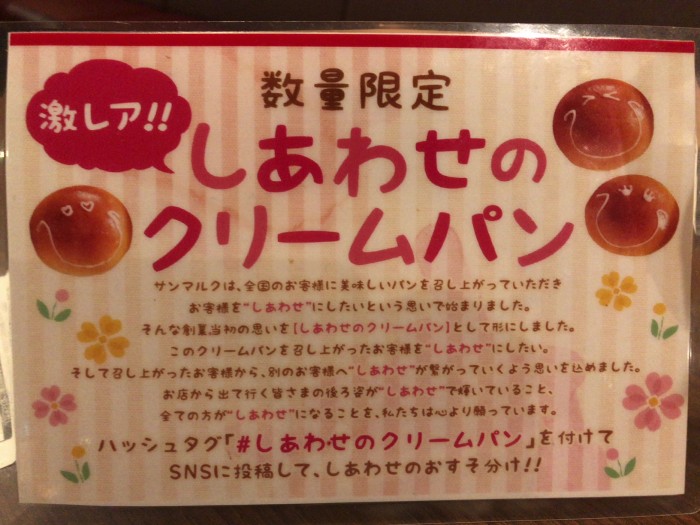 激レア!!
数量限定
しあわせの
クリームパン
サンマルクは、全国のお客様に美味しいパンを召し上がっていただき
お客様を"しあわせ"にしたいという思いで始まりました。
そんな創業当初の思いを【しあわせのクリームパン】として形にしました。
このクリームパンを召し上がったお客様を"しあわせ"にしたい。
そして召し上がったお客様から、別のお客様へ"しあわせ"が繋がっていくよう思いを込めました。
お店から出て行く皆さまの後ろ姿が"しあわせ"で輝いていること、
全ての方が"しあわせ"になることを、私たちは心より願っています。
ハッシュタグ「#しあわせのクリームパン」を付けて
SNSに投稿して、しあわせのおすそ分け!!